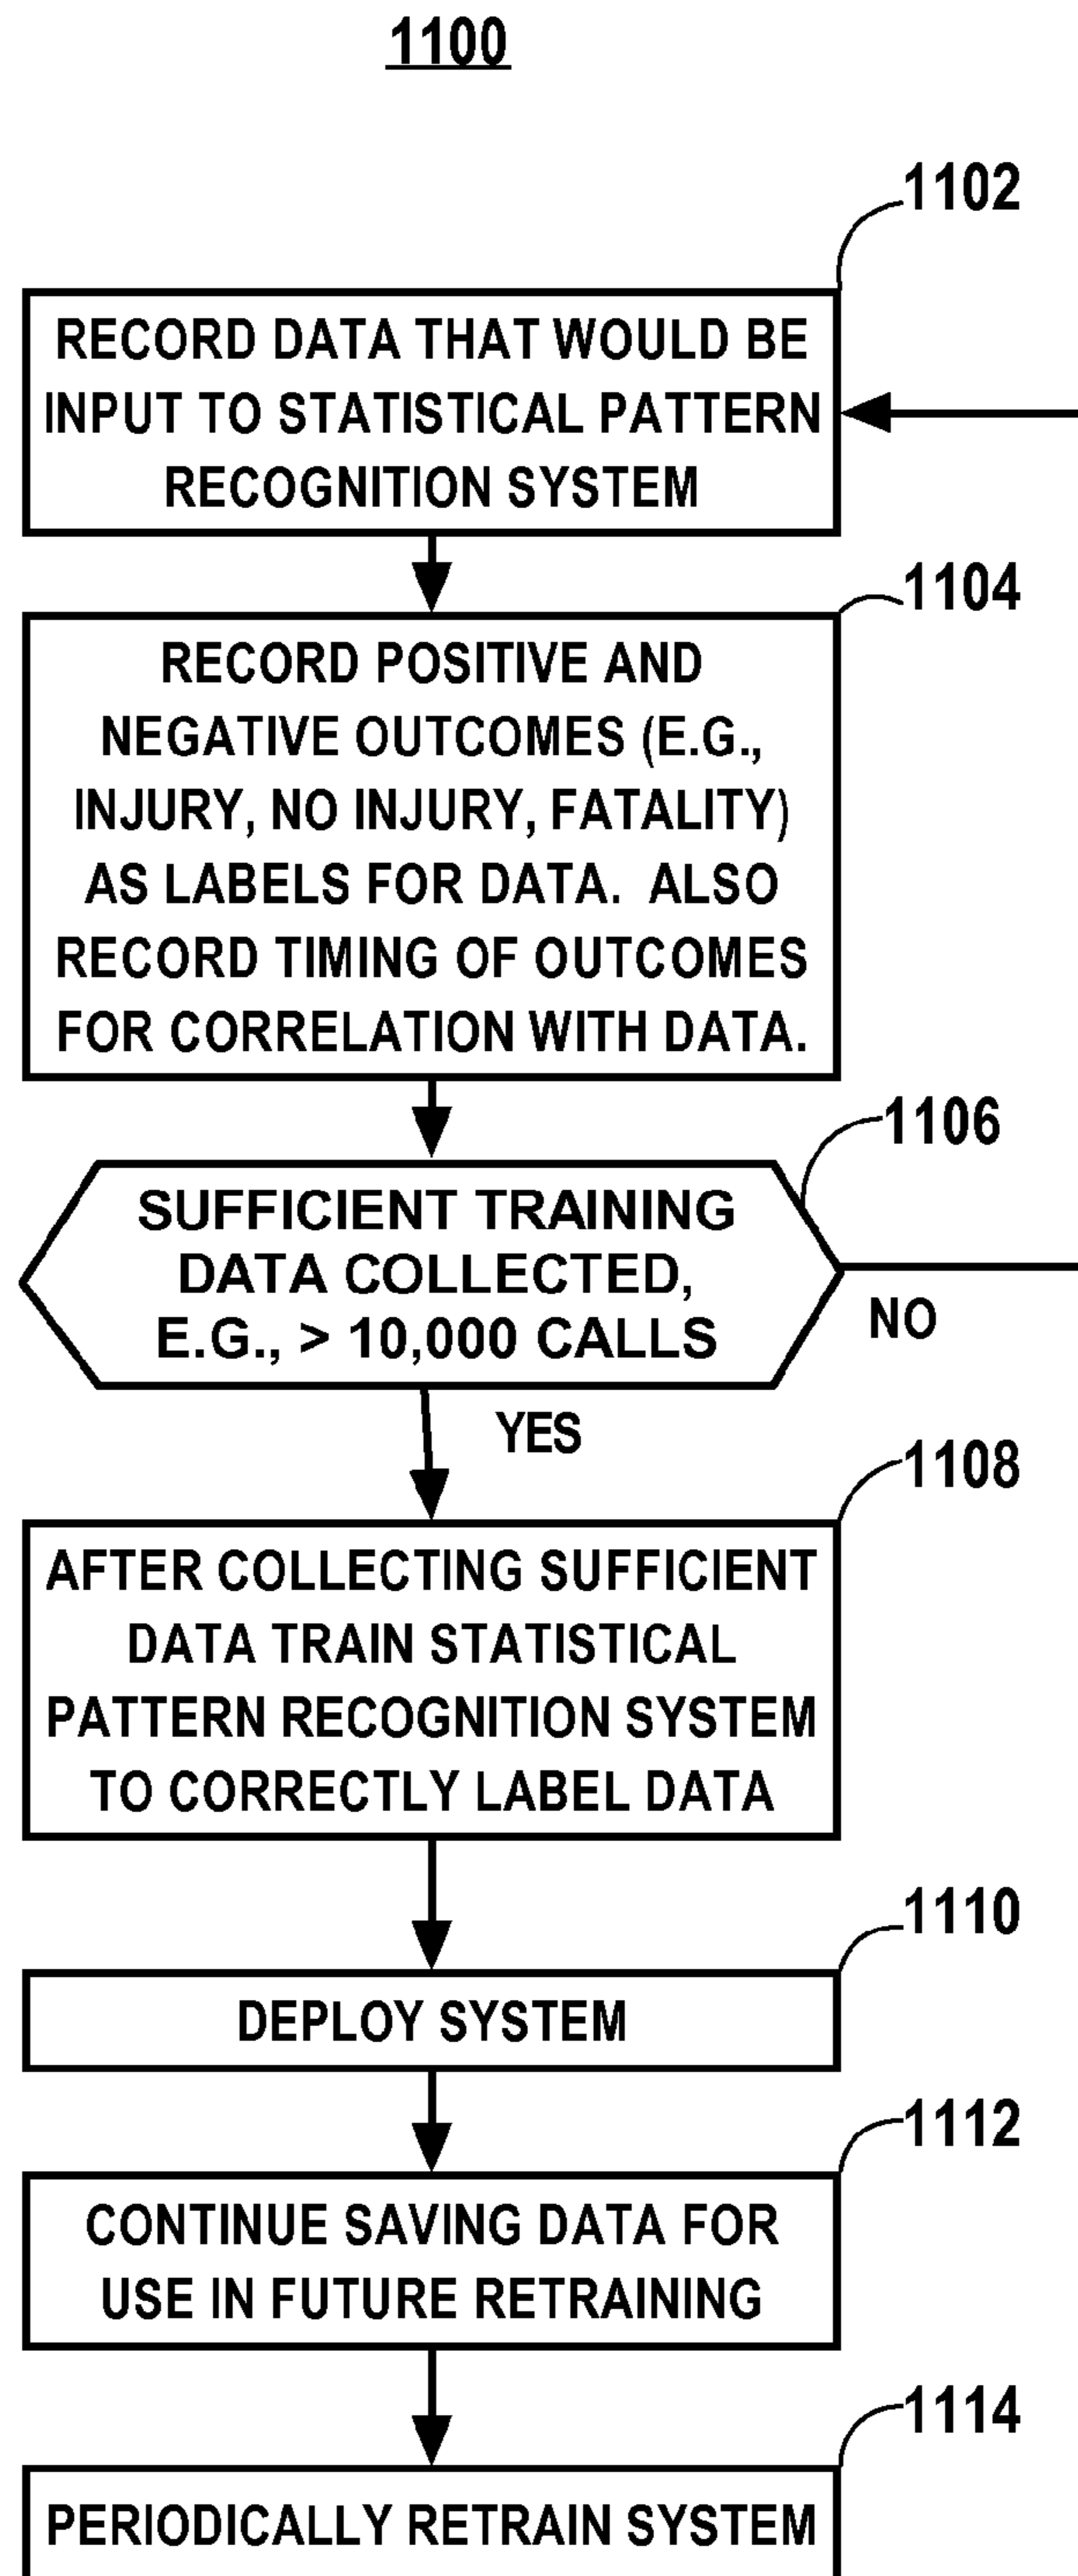 1100
1102
RECORD DATA THAT WOULD BE
INPUT TO STATISTICAL PATTERN
RECOGNITION SYSTEM
1104
RECORD POSITIVE AND
NEGATIVE OUTCOMES (E.G.,
INJURY, NO INJURY, FATALITY)
AS LABELS FOR DATA.  ALSO
RECORD TIMING OF OUTCOMES
FOR CORRELATION WITH DATA.
1106
SUFFICIENT TRAINING
DATA COLLECTED,
E.G., > 10,000 CALLS
NO
YES
1108
AFTER COLLECTING SUFFICIENT
DATA TRAIN STATISTICAL
PATTERN RECOGNITION SYSTEM
TO CORRECTLY LABEL DATA
1110
DEPLOY SYSTEM
1112
CONTINUE SAVING DATA FOR
USE IN FUTURE RETRAINING
1114
PERIODICALLY RETRAIN SYSTEM